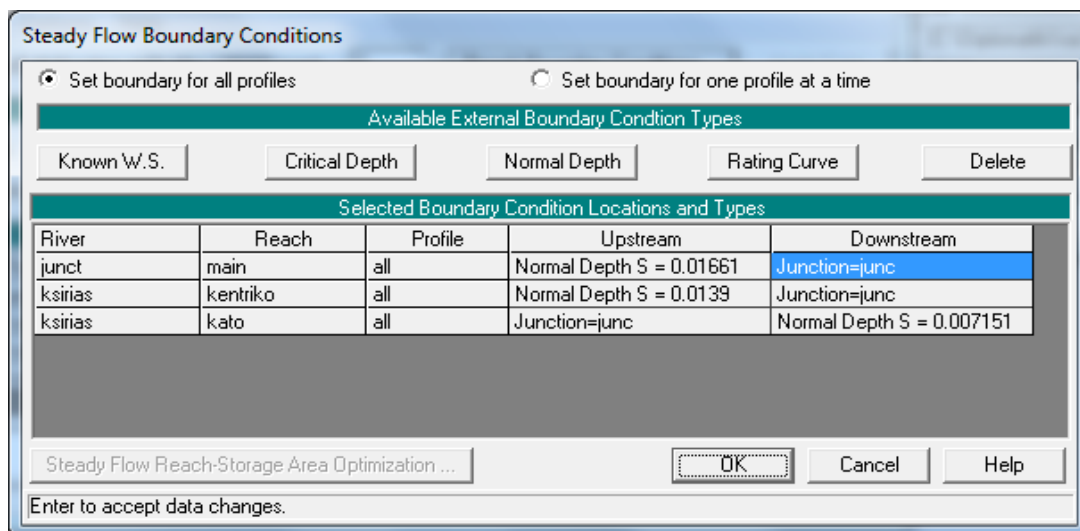 Steady Flow Boundary Conditions
Set boundary for all profiles Set boundary for one profile at a time
Available External Boundary Condtion Types
Known W.S. Critical Depth Normal Depth Rating Curve Delete
Selected Boundary Condition Locations and Types
River Reach Profile Upstream Downstream
junct main all Normal Depth S = 0.01661 Junction=junc
ksirias kentriko all Normal Depth S = 0.0139 Junction=junc
ksirias kato all Junction=junc Normal Depth S = 0.007151
Steady Flow Reach-Storage Area Optimization ... OK Cancel Help
Enter to accept data changes.